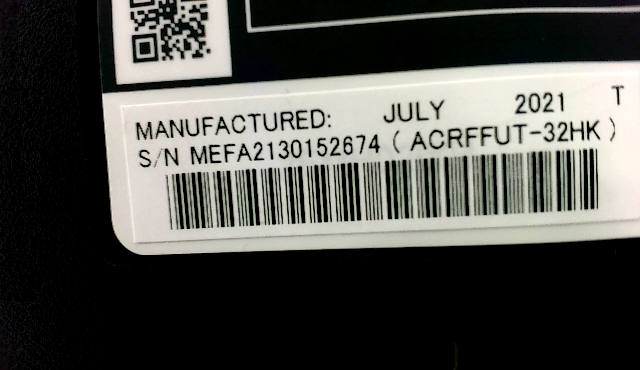 MANUFACTURED: JULY 2021 T
S/N MEFA2130152674 ( ACRFFUT-32HK )